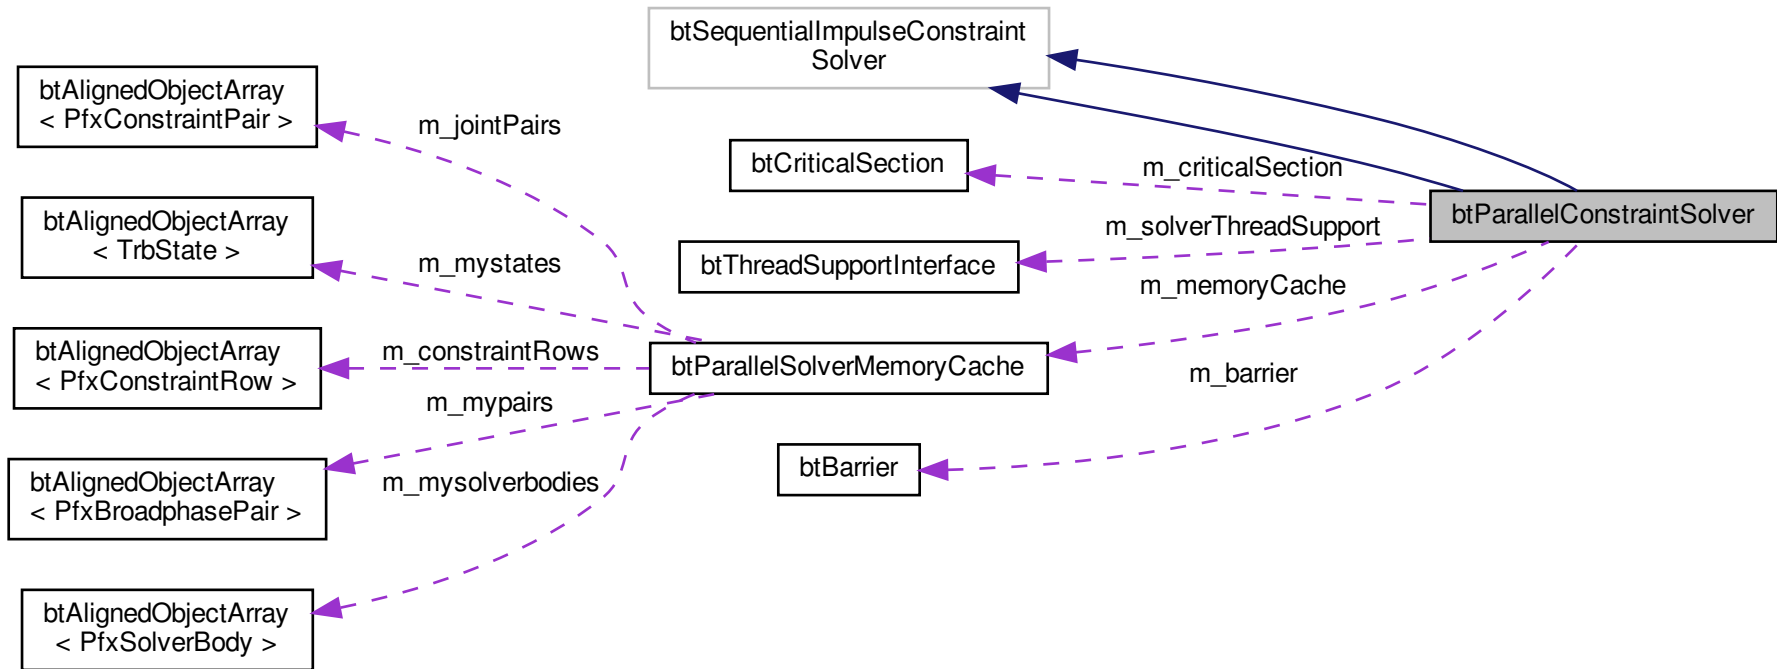 btSequentialImpulseConstraint
Solver
btAlignedObjectArray
< PfxConstraintPair >
m_jointPairs
btCriticalSection
m_criticalSection
btParallelConstraintSolver
btAlignedObjectArray
< TrbState >
m_mystates
btThreadSupportInterface
m_solverThreadSupport
m_memoryCache
btAlignedObjectArray
< PfxConstraintRow >
m_constraintRows
btParallelSolverMemoryCache
m_barrier
m_mypairs
btAlignedObjectArray
< PfxBroadphasePair >
m_mysolverbodies
btBarrier
btAlignedObjectArray
< PfxSolverBody >